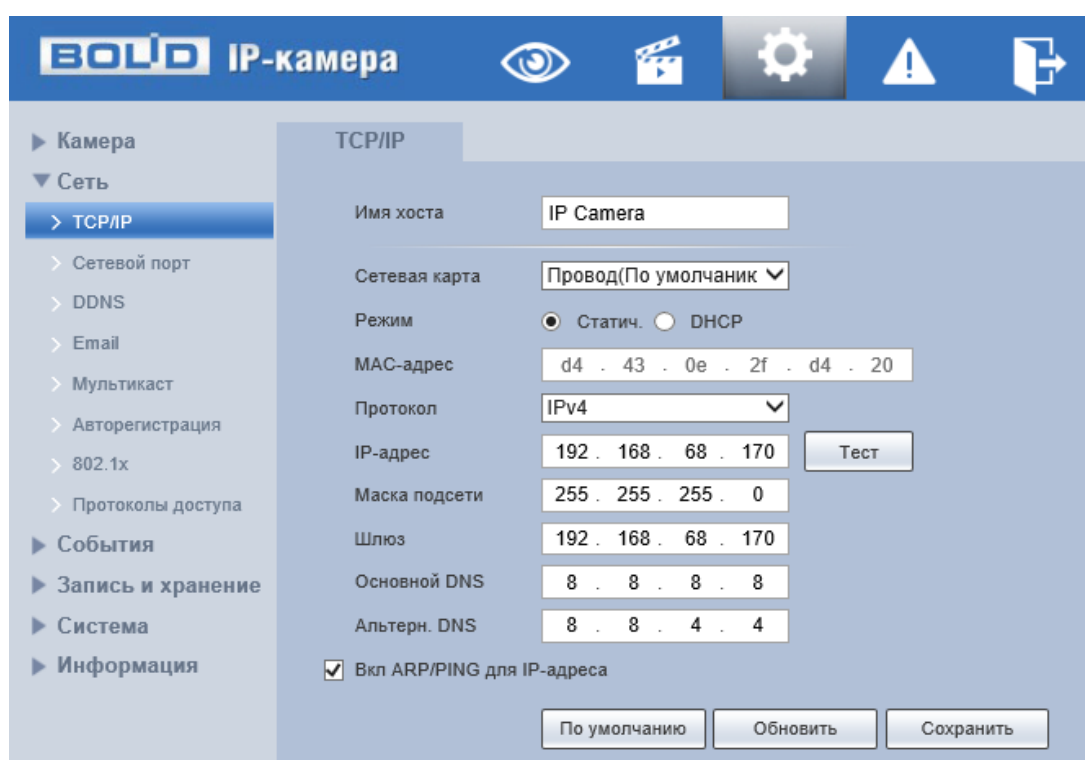 BOLID IP-камера
Камера
TCP/IP
Сеть
TCP/IP
Имя хоста IP Camera
Сетевой порт
Сетевая карта Провод(По умолчаник
DDNS
Режим Статич. DHCP
Email
MAC-адрес d4 . 43 . 0e . 2f . d4 . 20
Мультикаст
Протокол IPv4
Авторегистрация
IP-адрес 192 . 168 . 68 . 170 Тест
802.1x
Маска подсети 255 . 255 . 255 . 0
Протоколы доступа
Шлюз 192 . 168 . 68 . 170
События
Основной DNS 8 . 8 . 8 . 8
Запись и хранение
Альтерн. DNS 8 . 8 . 4 . 4
Система
Вкл ARP/PING для IP-адреса
Информация
По умолчанию Обновить Сохранить